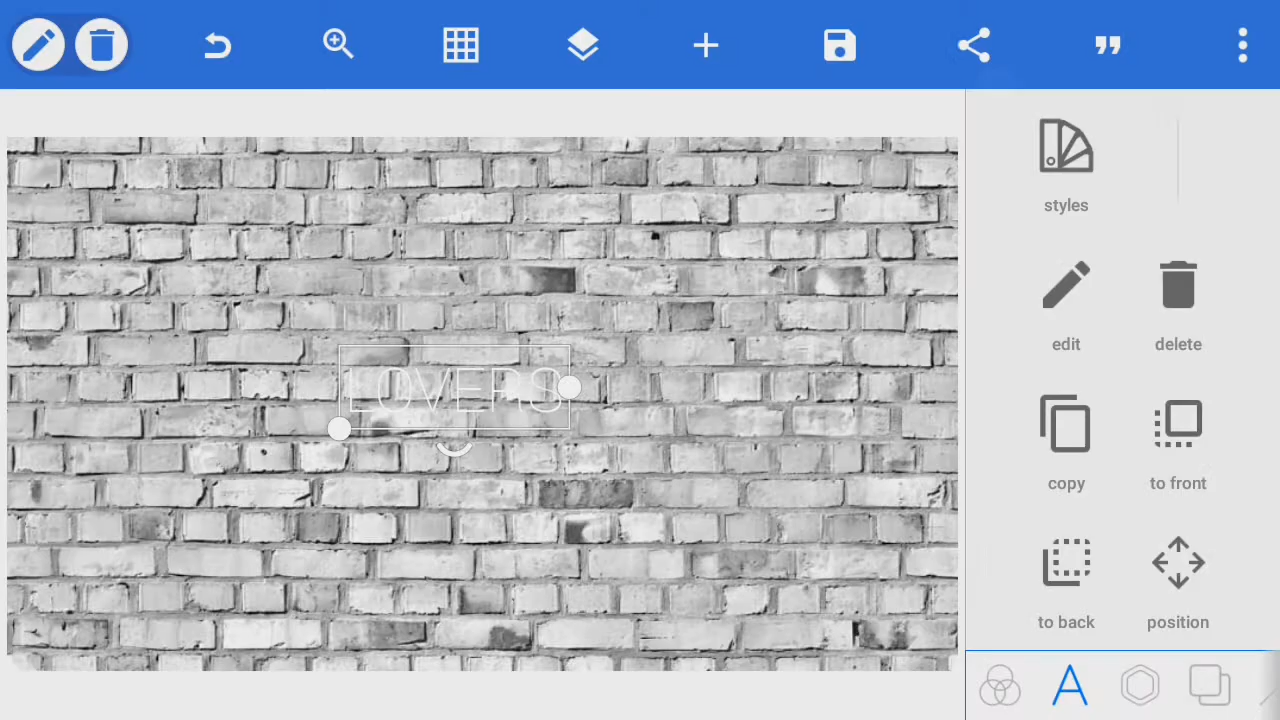 styles
edit
delete
copy
to front
to back
position
LOVERS